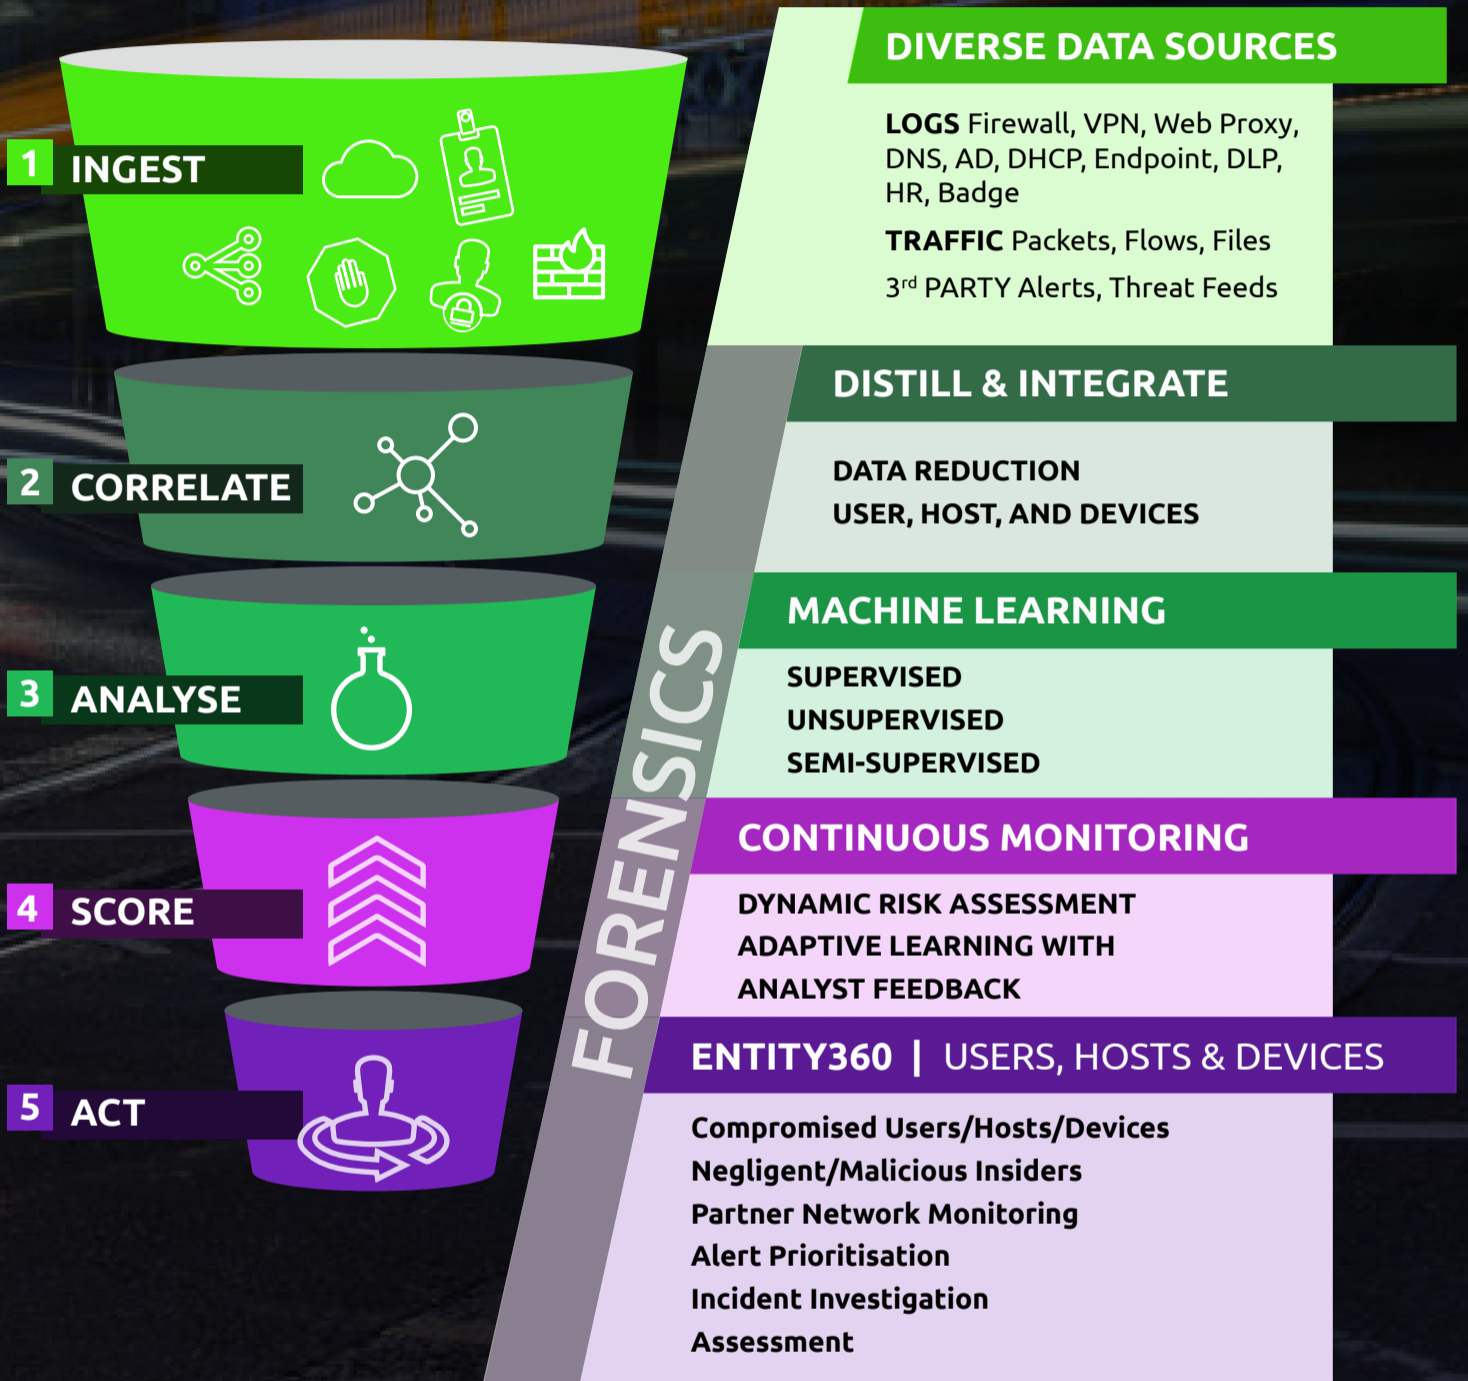 1 INGEST
DIVERSE DATA SOURCES
LOGS Firewall, VPN, Web Proxy,
DNS, AD, DHCP, Endpoint, DLP,
HR, Badge
TRAFFIC Packets, Flows, Files
3rd PARTY Alerts, Threat Feeds
2 CORRELATE
DISTILL & INTEGRATE
DATA REDUCTION
USER, HOST, AND DEVICES
3 ANALYSE
MACHINE LEARNING
SUPERVISED
UNSUPERVISED
SEMI-SUPERVISED
4 SCORE
CONTINUOUS MONITORING
DYNAMIC RISK ASSESSMENT
ADAPTIVE LEARNING WITH
ANALYST FEEDBACK
5 ACT
ENTITY360 | USERS, HOSTS & DEVICES
Compromised Users/Hosts/Devices
Negligent/Malicious Insiders
Partner Network Monitoring
Alert Prioritisation
Incident Investigation
Assessment
FORENSICS